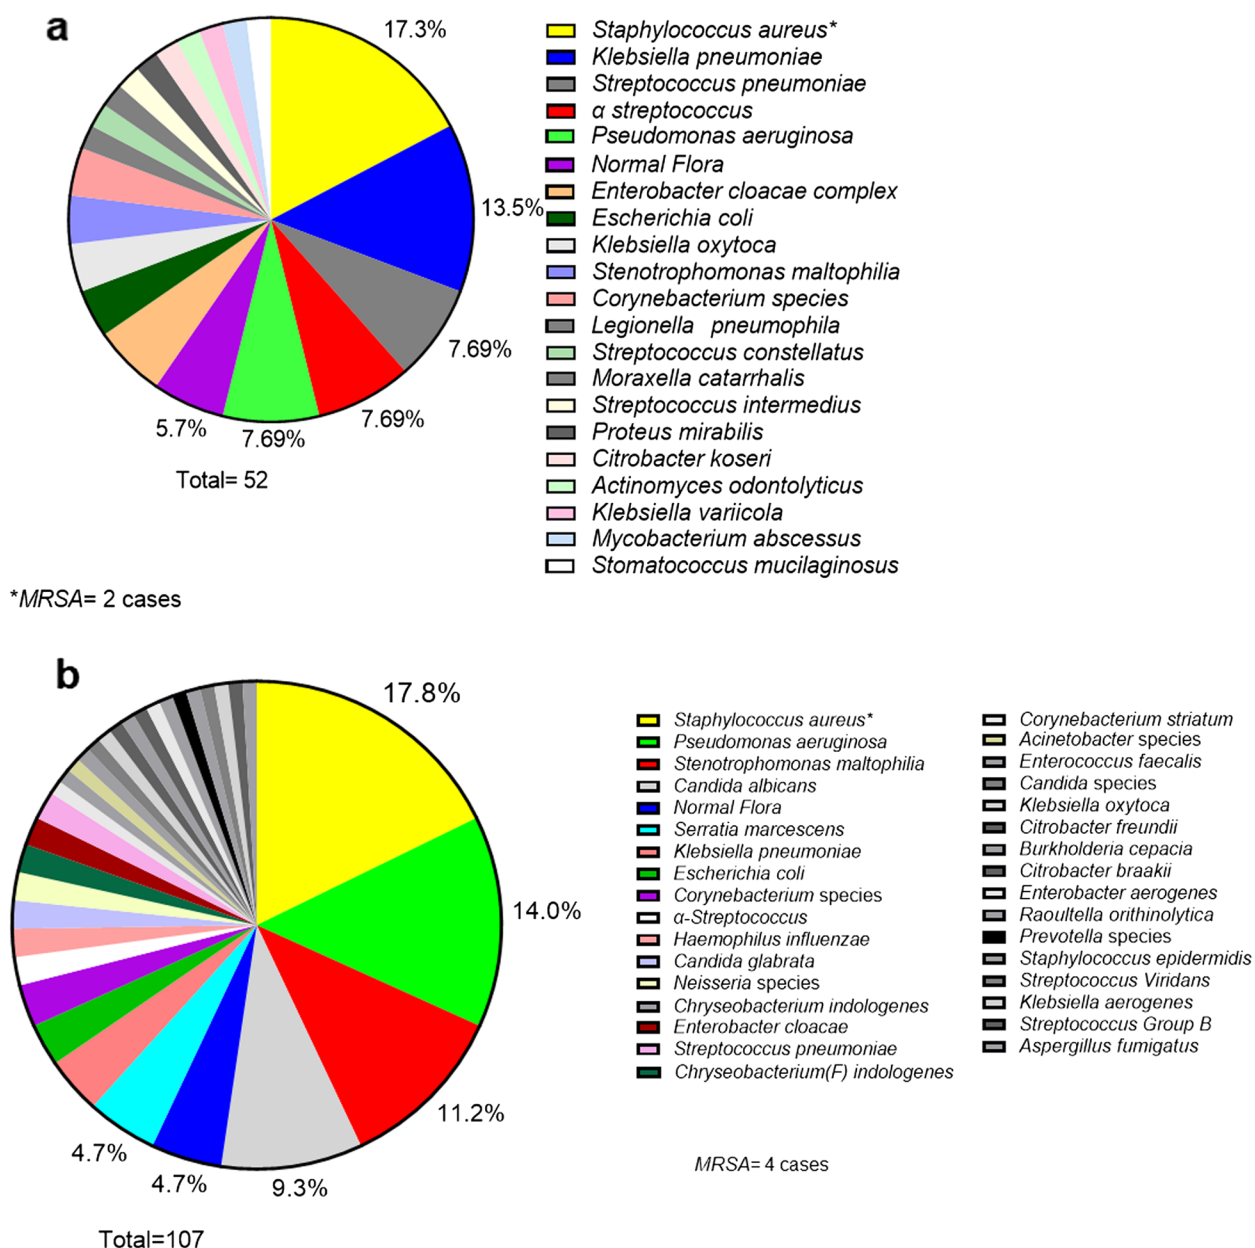 a
17.3%
13.5%
7.69%
7.69%
7.69%
5.7%
Total= 52
Staphylococcus aureus*
Klebsiella pneumoniae
Streptococcus pneumoniae
α streptococcus
Pseudomonas aeruginosa
Normal Flora
Enterobacter cloacae complex
Escherichia coli
Klebsiella oxytoca
Stenotrophomonas maltophilia
Corynebacterium species
Legionella pneumophila
Streptococcus constellatus
Moraxella catarrhalis
Streptococcus intermedius
Proteus mirabilis
Citrobacter koseri
Actinomyces odontolyticus
Klebsiella variicola
Mycobacterium abscessus
Stomatococcus mucilaginosus
*MRSA= 2 cases
b
17.8%
14.0%
11.2%
9.3%
4.7%
4.7%
Total=107
Staphylococcus aureus*
Pseudomonas aeruginosa
Stenotrophomonas maltophilia
Candida albicans
Normal Flora
Serratia marcescens
Klebsiella pneumoniae
Escherichia coli
Corynebacterium species
α-Streptococcus
Haemophilus influenzae
Candida glabrata
Neisseria species
Chryseobacterium indologenes
Enterobacter cloacae
Streptococcus pneumoniae
Chryseobacterium(F) indologenes
Corynebacterium striatum
Acinetobacter species
Enterococcus faecalis
Candida species
Klebsiella oxytoca
Citrobacter freundii
Burkholderia cepacia
Citrobacter braakii
Enterobacter aerogenes
Raoultella orithinolytica
Prevotella species
Staphylococcus epidermidis
Streptococcus Viridans
Klebsiella aerogenes
Streptococcus Group B
Aspergillus fumigatus
MRSA= 4 cases